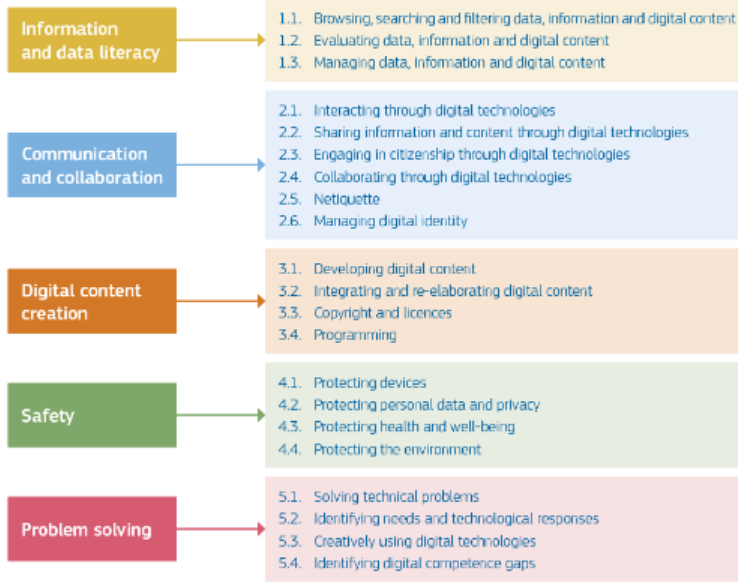 Information
and data literacy
1.1. Browsing, searching and filtering data, information and digital content
1.2. Evaluating data, information and digital content
1.3. Managing data, information and digital content
Communication
and collaboration
2.1. Interacting through digital technologies
2.2. Sharing information and content through digital technologies
2.3. Engaging in citizenship through digital technologies
2.4. Collaborating through digital technologies
2.5. Netiquette
2.6. Managing digital identity
Digital content
creation
3.1. Developing digital content
3.2. Integrating and re-elaborating digital content
3.3. Copyright and licences
3.4. Programming
Safety
4.1. Protecting devices
4.2. Protecting personal data and privacy
4.3. Protecting health and well-being
4.4. Protecting the environment
Problem solving
5.1. Solving technical problems
5.2. Identifying needs and technological responses
5.3. Creatively using digital technologies
5.4. Identifying digital competence gaps